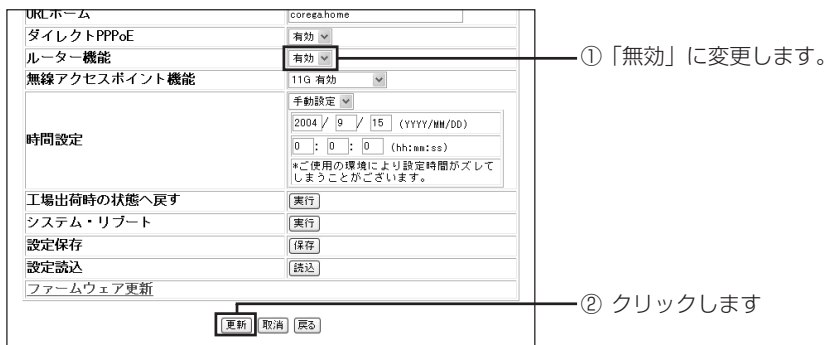 URLホーム corega.home
ダイレクトPPPoE 有効
ルーター機能 有効
①「無効」に変更します。
無線アクセスポイント機能 11G 有効
手動設定
2004 / 9 / 15 (YYYY/MM/DD)
時間設定
0 : 0 : 0 (hh:mm:ss)
*ご使用の環境により設定時間がズレて
しまうことがございます。
工場出荷時の状態へ戻す 実行
システム・リブート 実行
設定保存 保存
設定読込 読込
ファームウェア更新
② クリックします
更新 取消 戻る